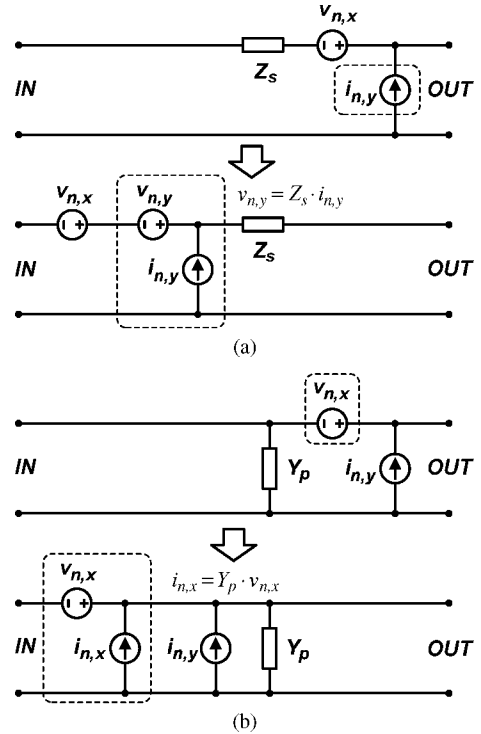 v_{n,x}
IN Z_s i_{n,y} OUT
v_{n,x} v_{n,y} v_{n,y} = Z_s · i_{n,y}
IN i_{n,y} Z_s OUT
(a)
v_{n,x}
IN Y_p i_{n,y} OUT
v_{n,x} i_{n,x} = Y_p · v_{n,x}
IN i_{n,x} i_{n,y} Y_p OUT
(b)